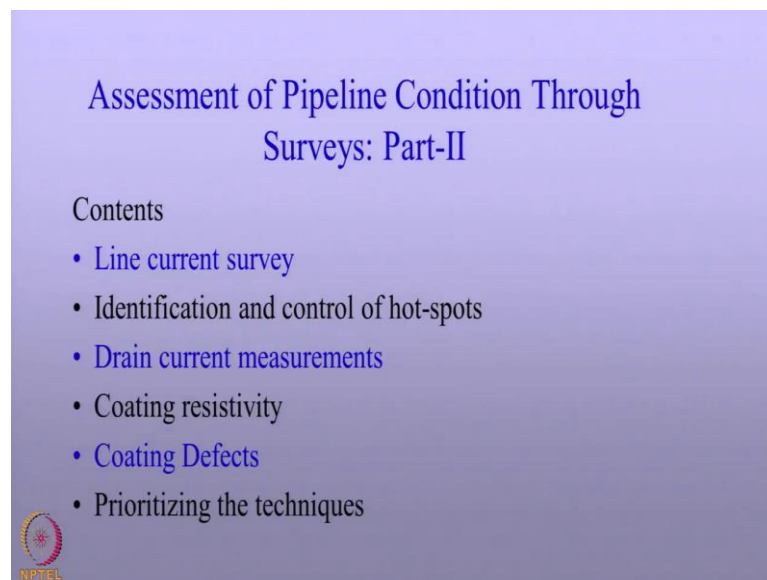 Assessment of Pipeline Condition Through
Surveys: Part-II
Contents
• Line current survey
• Identification and control of hot-spots
• Drain current measurements
• Coating resistivity
• Coating Defects
• Prioritizing the techniques
NPTEL